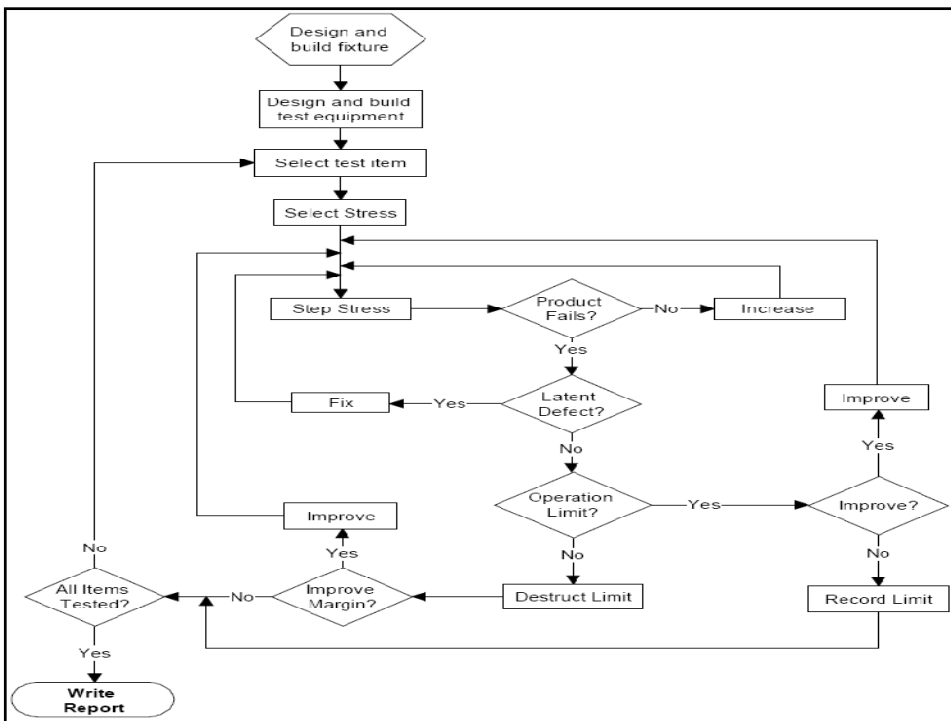 Design and
build fixture
Design and build
test equipment
Select test item
Select Stress
Step Stress
Product
Fails?
No
Increase
Yes
Fix
Yes
Latent
Defect?
Improve
No
Yes
Operation
Limit?
Yes
Improve?
Improve
No
Yes
No
No
All Items
Tested?
No
Improve
Margin?
Destruct Limit
Record Limit
Yes
Write
Report